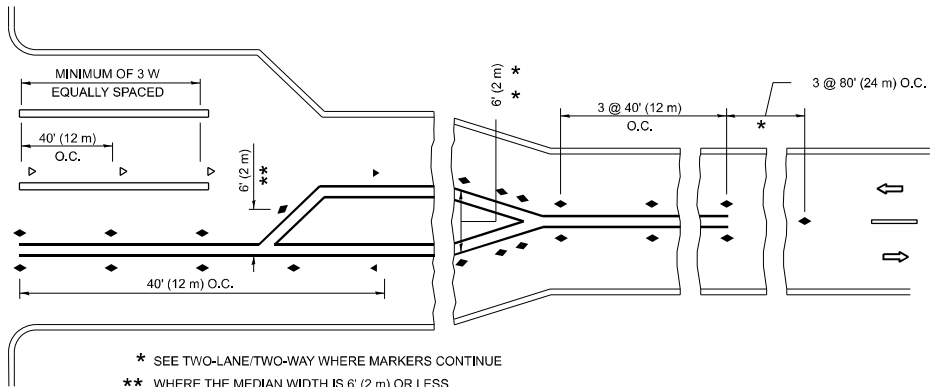 MINIMUM OF 3 W
EQUALLY SPACED
40' (12 m)
O.C.
6' (2 m)
**
40' (12 m) O.C.
6' (2 m)
**
3 @ 40' (12 m)
O.C.
3 @ 80' (24 m) O.C.
*
* SEE TWO-LANE/TWO-WAY WHERE MARKERS CONTINUE
** WHERE THE MEDIAN WIDTH IS 6' (2 m) OR LESS